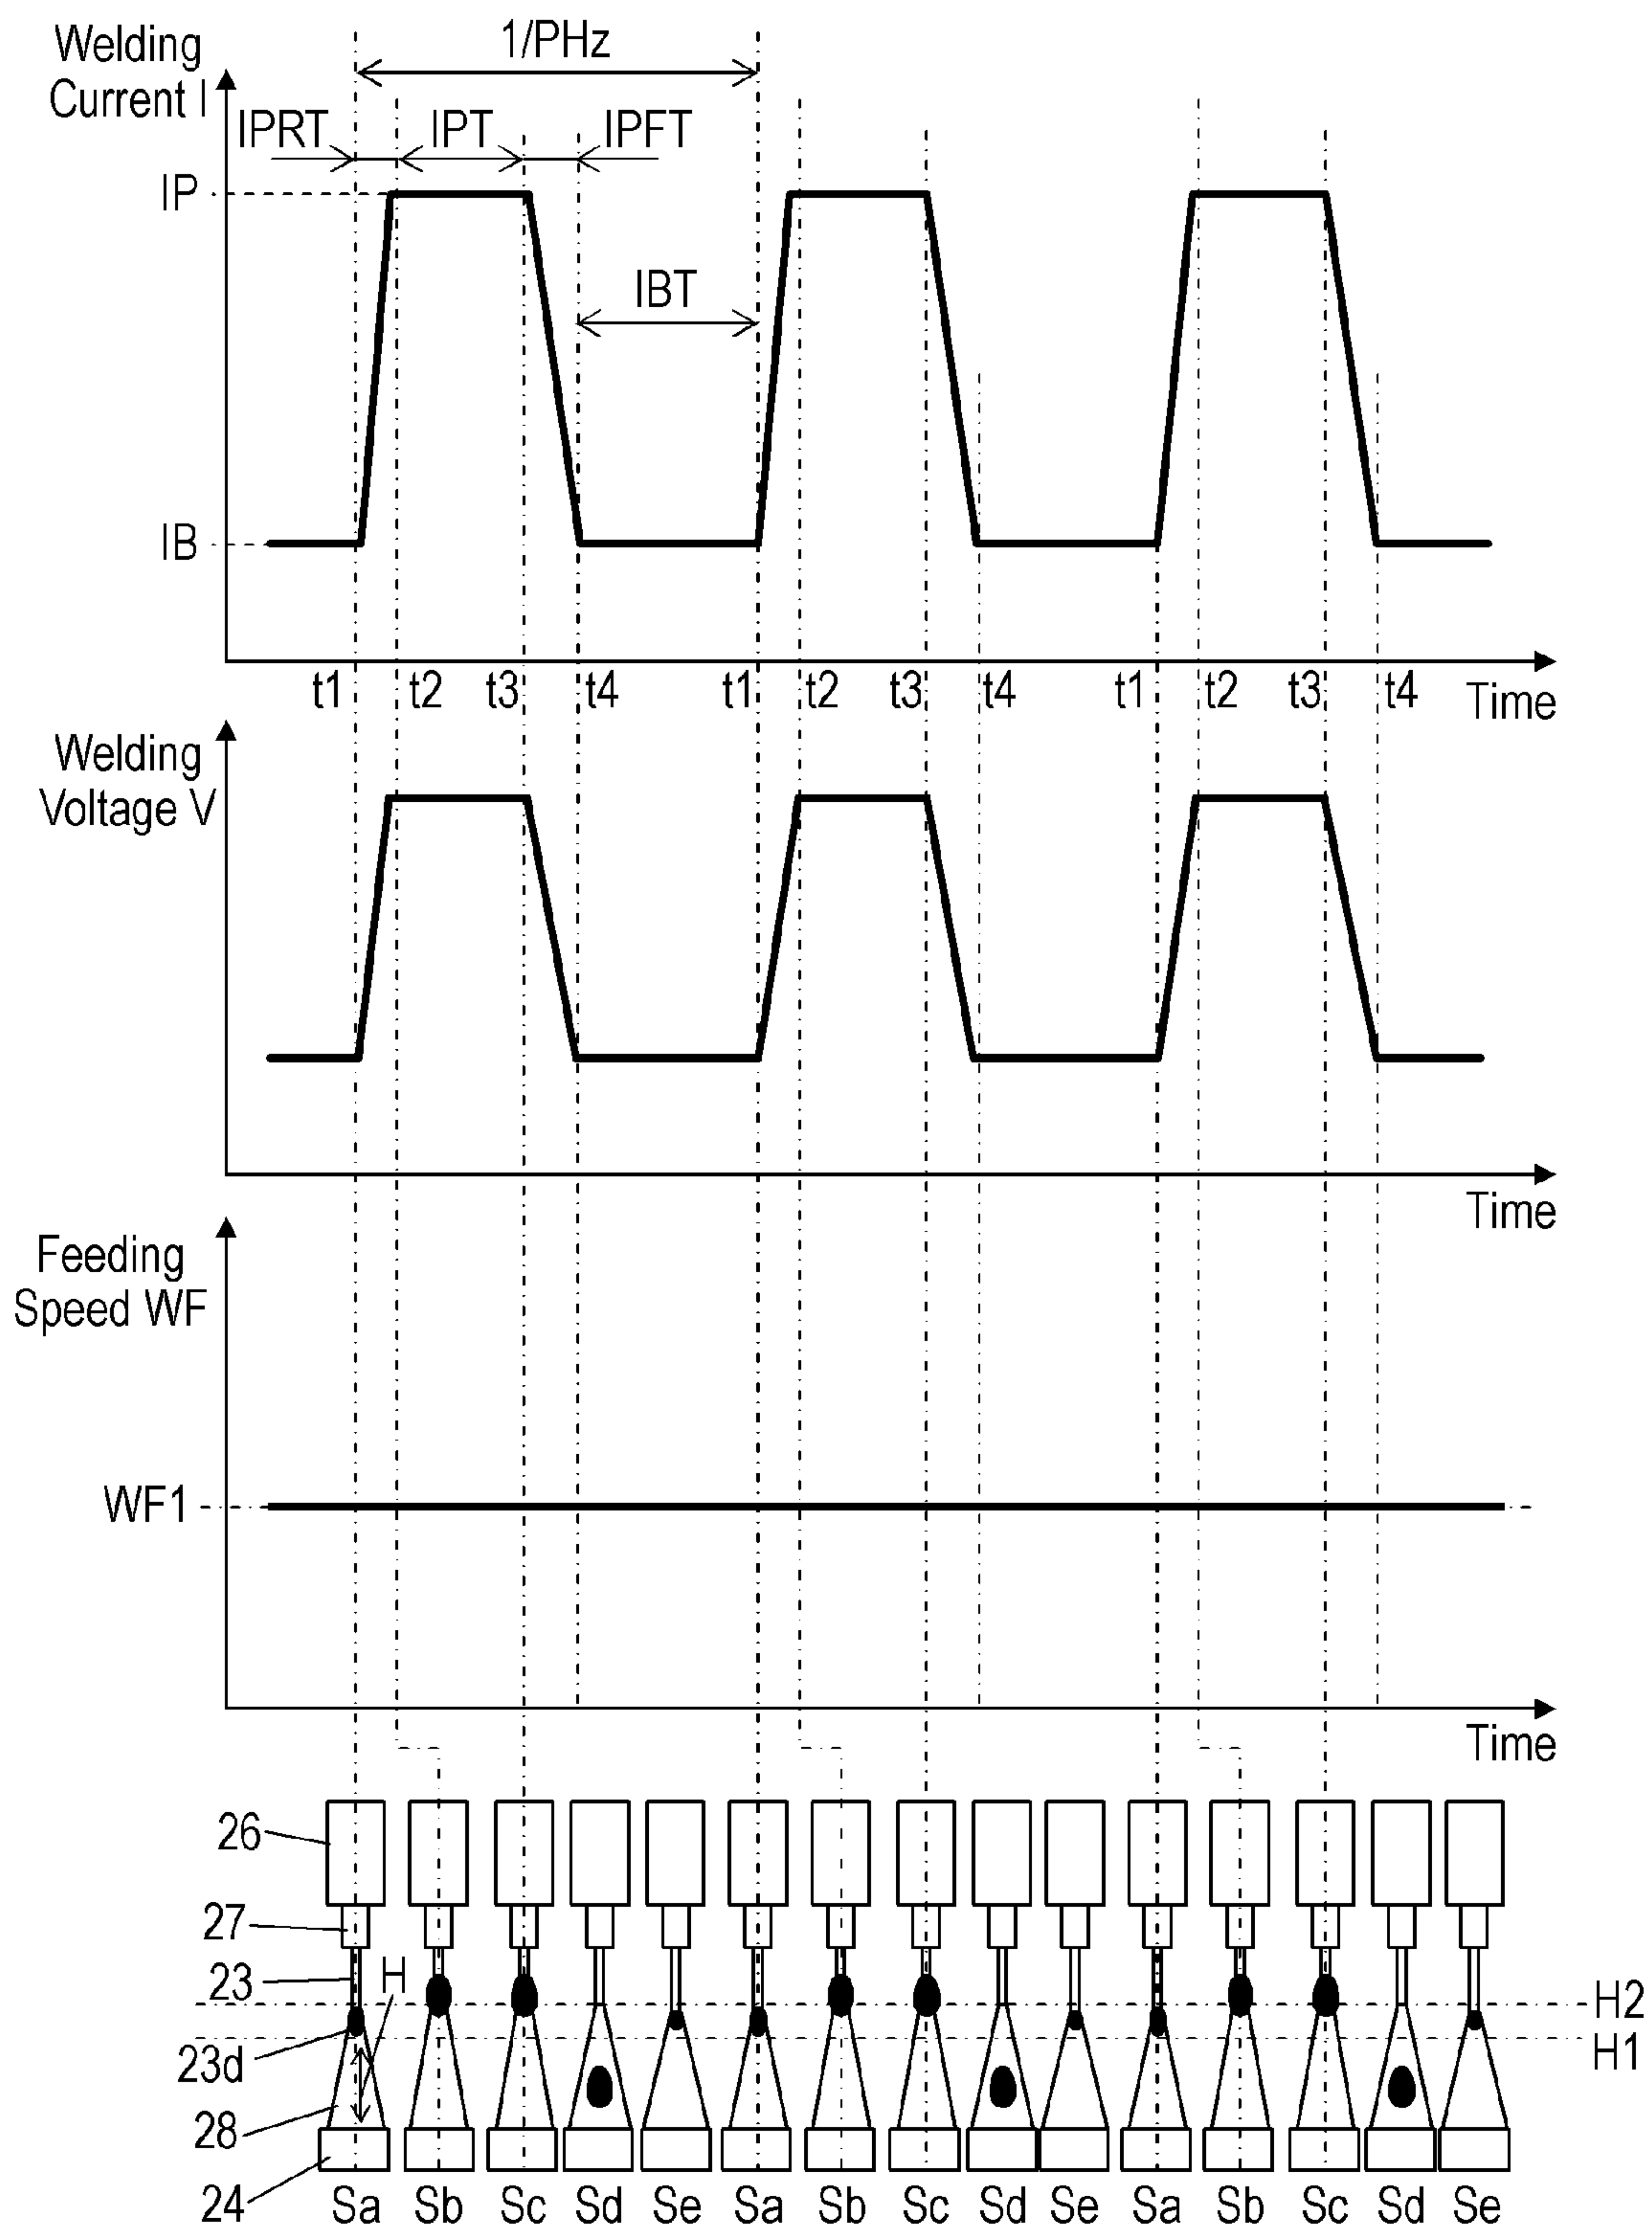 Welding
Current I
1/PHz
IPRT
IPT
IPFT
IP
IBT
IB
t1 t2 t3 t4 t1 t2 t3 t4 t1 t2 t3 t4
Time
Welding
Voltage V
Time
Feeding
Speed WF
WF1
Time
26
27
23
H
H2
H1
23d
28
24
Sa Sb Sc Sd Se Sa Sb Sc Sd Se Sa Sb Sc Sd Se